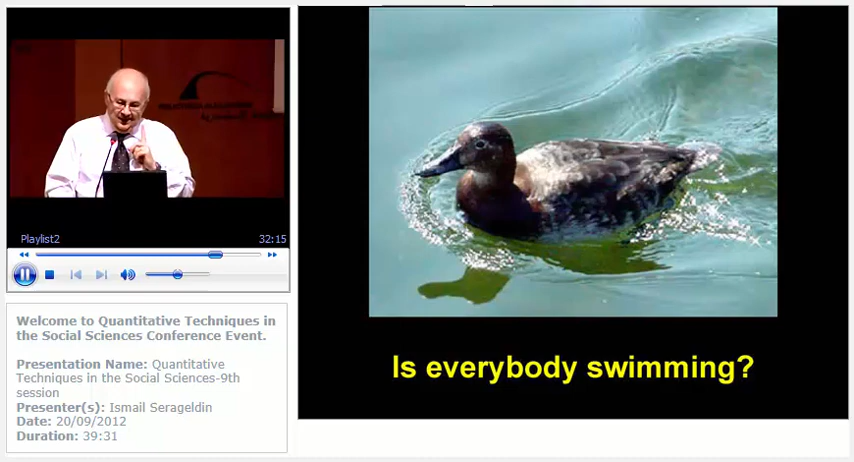 Playlist2 32:15
Welcome to Quantitative Techniques in
the Social Sciences Conference Event.
Presentation Name: Quantitative
Techniques in the Social Sciences-9th
session
Presenter(s): Ismail Serageldin
Date: 20/09/2012
Duration: 39:31
Is everybody swimming?